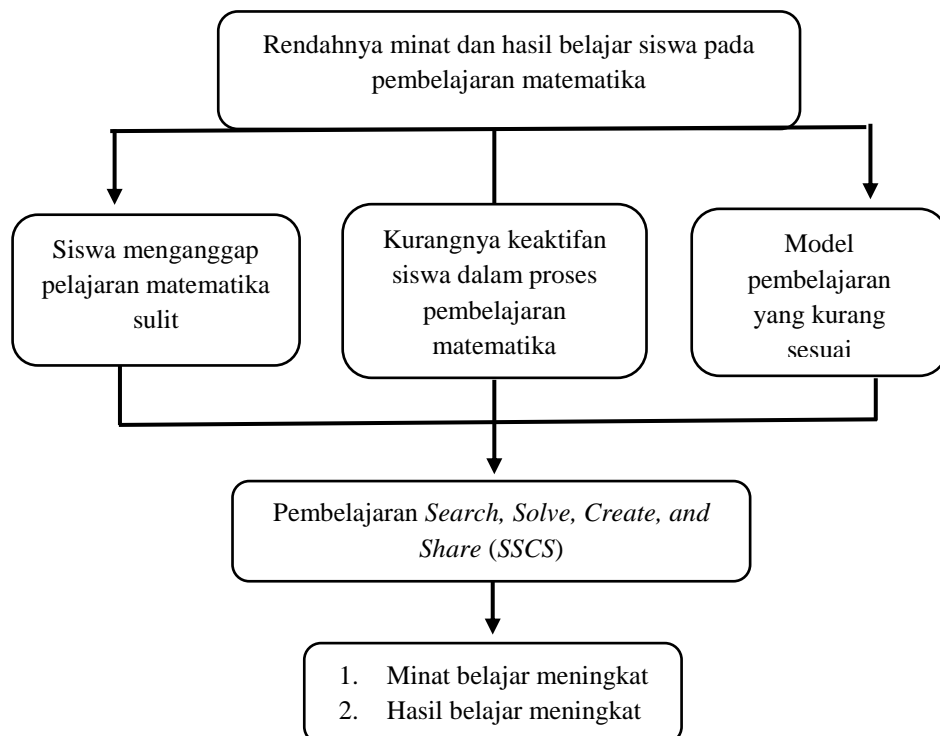 Rendahnya minat dan hasil belajar siswa pada
pembelajaran matematika
Siswa menganggap
pelajaran matematika
sulit
Kurangnya keaktifan
siswa dalam proses
pembelajaran
matematika
Model
pembelajaran
yang kurang
sesuai
Pembelajaran Search, Solve, Create, and
Share (SSCS)
1. Minat belajar meningkat
2. Hasil belajar meningkat